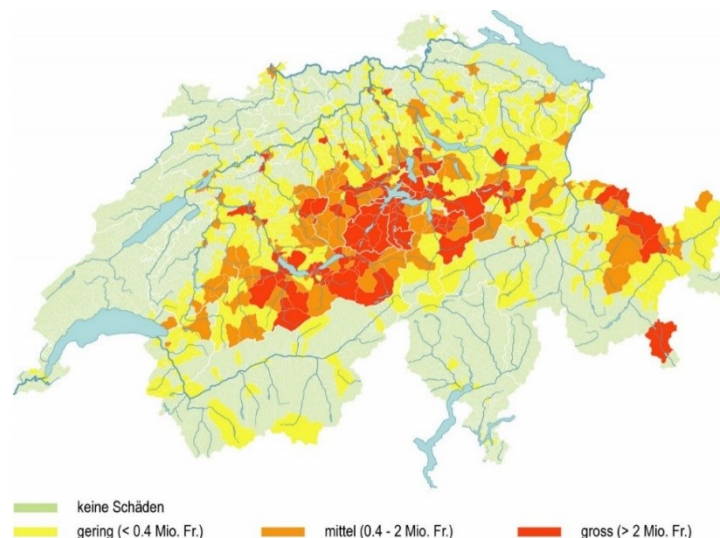 keine Schäden
gering (< 0.4 Mio. Fr.) mittel (0.4 - 2 Mio. Fr.) gross (> 2 Mio. Fr.)